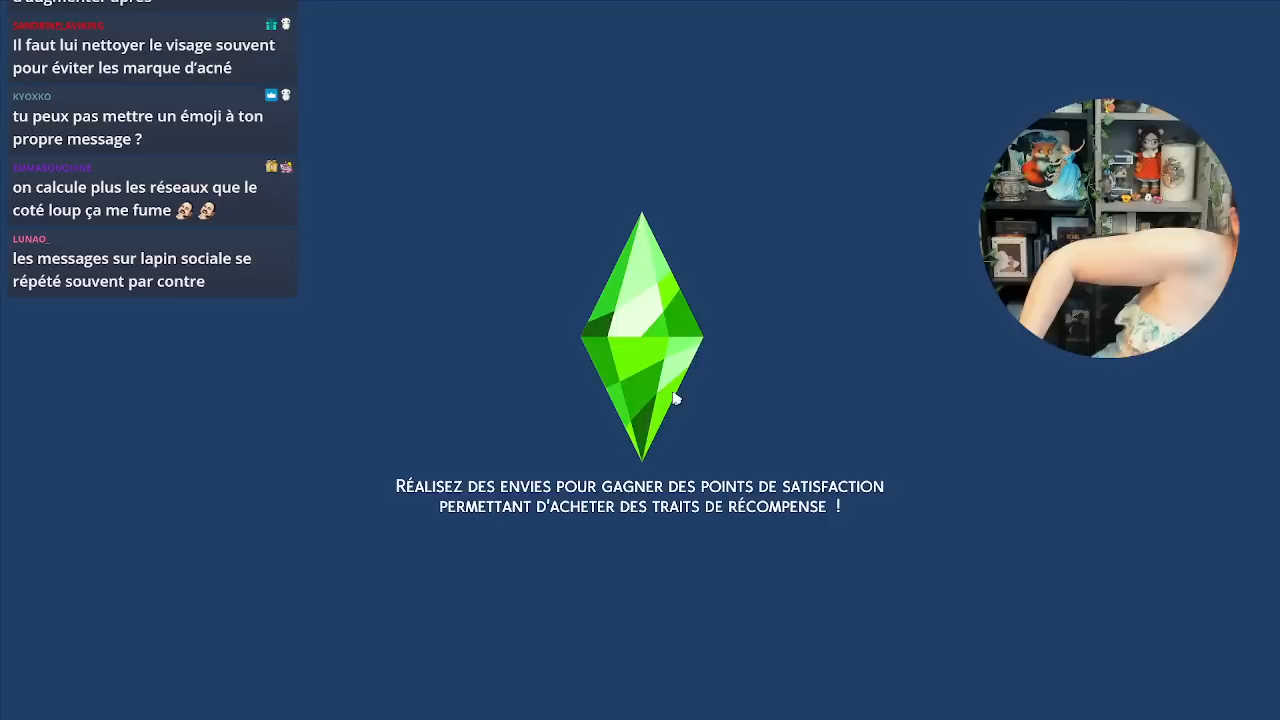 SANDRINELAVIKING
Il faut lui nettoyer le visage souvent
pour éviter les marque d'acné
KYOXKO
tu peux pas mettre un émoji à ton
propre message ?
EMMABOUQUINE
on calcule plus les réseaux que le
coté loup ça me fume
LUNAO_
les messages sur lapin sociale se
répété souvent par contre
RÉALISEZ DES ENVIES POUR GAGNER DES POINTS DE SATISFACTION
PERMETTANT D'ACHETER DES TRAITS DE RÉCOMPENSE !